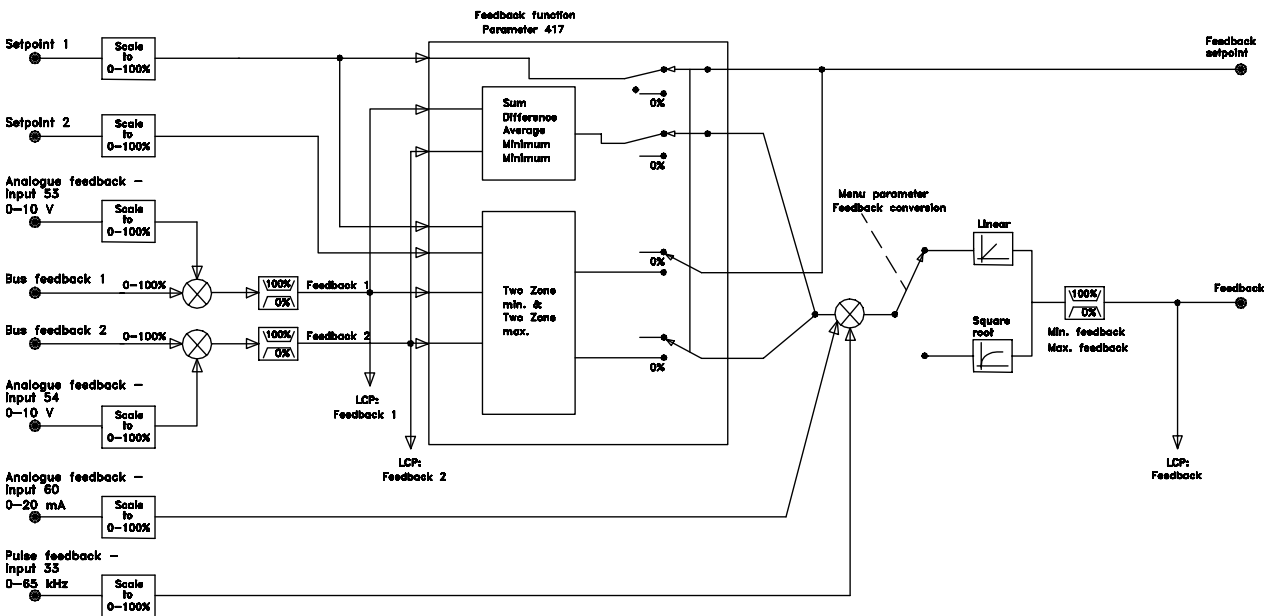 Feedback function
Parameter 417
Setpoint 1
Scale
to
0-100%
Feedback
setpoint
Setpoint 2
Scale
to
0-100%
Sum
Difference
Average
Minimum
Minimum
0%
0%
Analogue feedback –
input 53
0-10 V
Scale
to
0-100%
Menu parameter
Feedback conversion
Linear
Bus feedback 1
0-100%
\100%/
/ 0%\
Feedback 1
Two Zone
min. &
Two Zone
max.
0%
Bus feedback 2
0-100%
\100%/
/ 0%\
Feedback 2
0%
Square
root
\100%/
/ 0%\
Min. feedback
Max. feedback
Feedback
Analogue feedback –
input 54
0-10 V
Scale
to
0-100%
LCP:
Feedback 1
LCP:
Feedback 2
LCP:
Feedback
Analogue feedback –
input 60
0-20 mA
Scale
to
0-100%
Pulse feedback –
input 33
0-65 kHz
Scale
to
0-100%